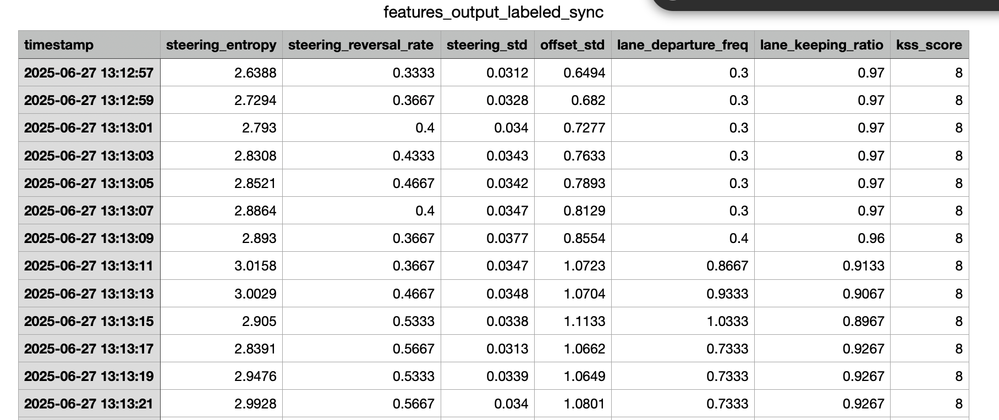 features_output_labeled_sync
timestamp steering_entropy steering_reversal_rate steering_std offset_std lane_departure_freq lane_keeping_ratio kss_score
2025-06-27 13:12:57 2.6388 0.3333 0.0312 0.6494 0.3 0.97 8
2025-06-27 13:12:59 2.7294 0.3667 0.0328 0.682 0.3 0.97 8
2025-06-27 13:13:01 2.793 0.4 0.034 0.7277 0.3 0.97 8
2025-06-27 13:13:03 2.8308 0.4333 0.0343 0.7633 0.3 0.97 8
2025-06-27 13:13:05 2.8521 0.4667 0.0342 0.7893 0.3 0.97 8
2025-06-27 13:13:07 2.8864 0.4 0.0347 0.8129 0.3 0.97 8
2025-06-27 13:13:09 2.893 0.3667 0.0377 0.8554 0.4 0.96 8
2025-06-27 13:13:11 3.0158 0.3667 0.0347 1.0723 0.8667 0.9133 8
2025-06-27 13:13:13 3.0029 0.4667 0.0348 1.0704 0.9333 0.9067 8
2025-06-27 13:13:15 2.905 0.5333 0.0338 1.1133 1.0333 0.8967 8
2025-06-27 13:13:17 2.8391 0.5667 0.0313 1.0662 0.7333 0.9267 8
2025-06-27 13:13:19 2.9476 0.5333 0.0339 1.0649 0.7333 0.9267 8
2025-06-27 13:13:21 2.9928 0.5667 0.034 1.0801 0.7333 0.9267 8